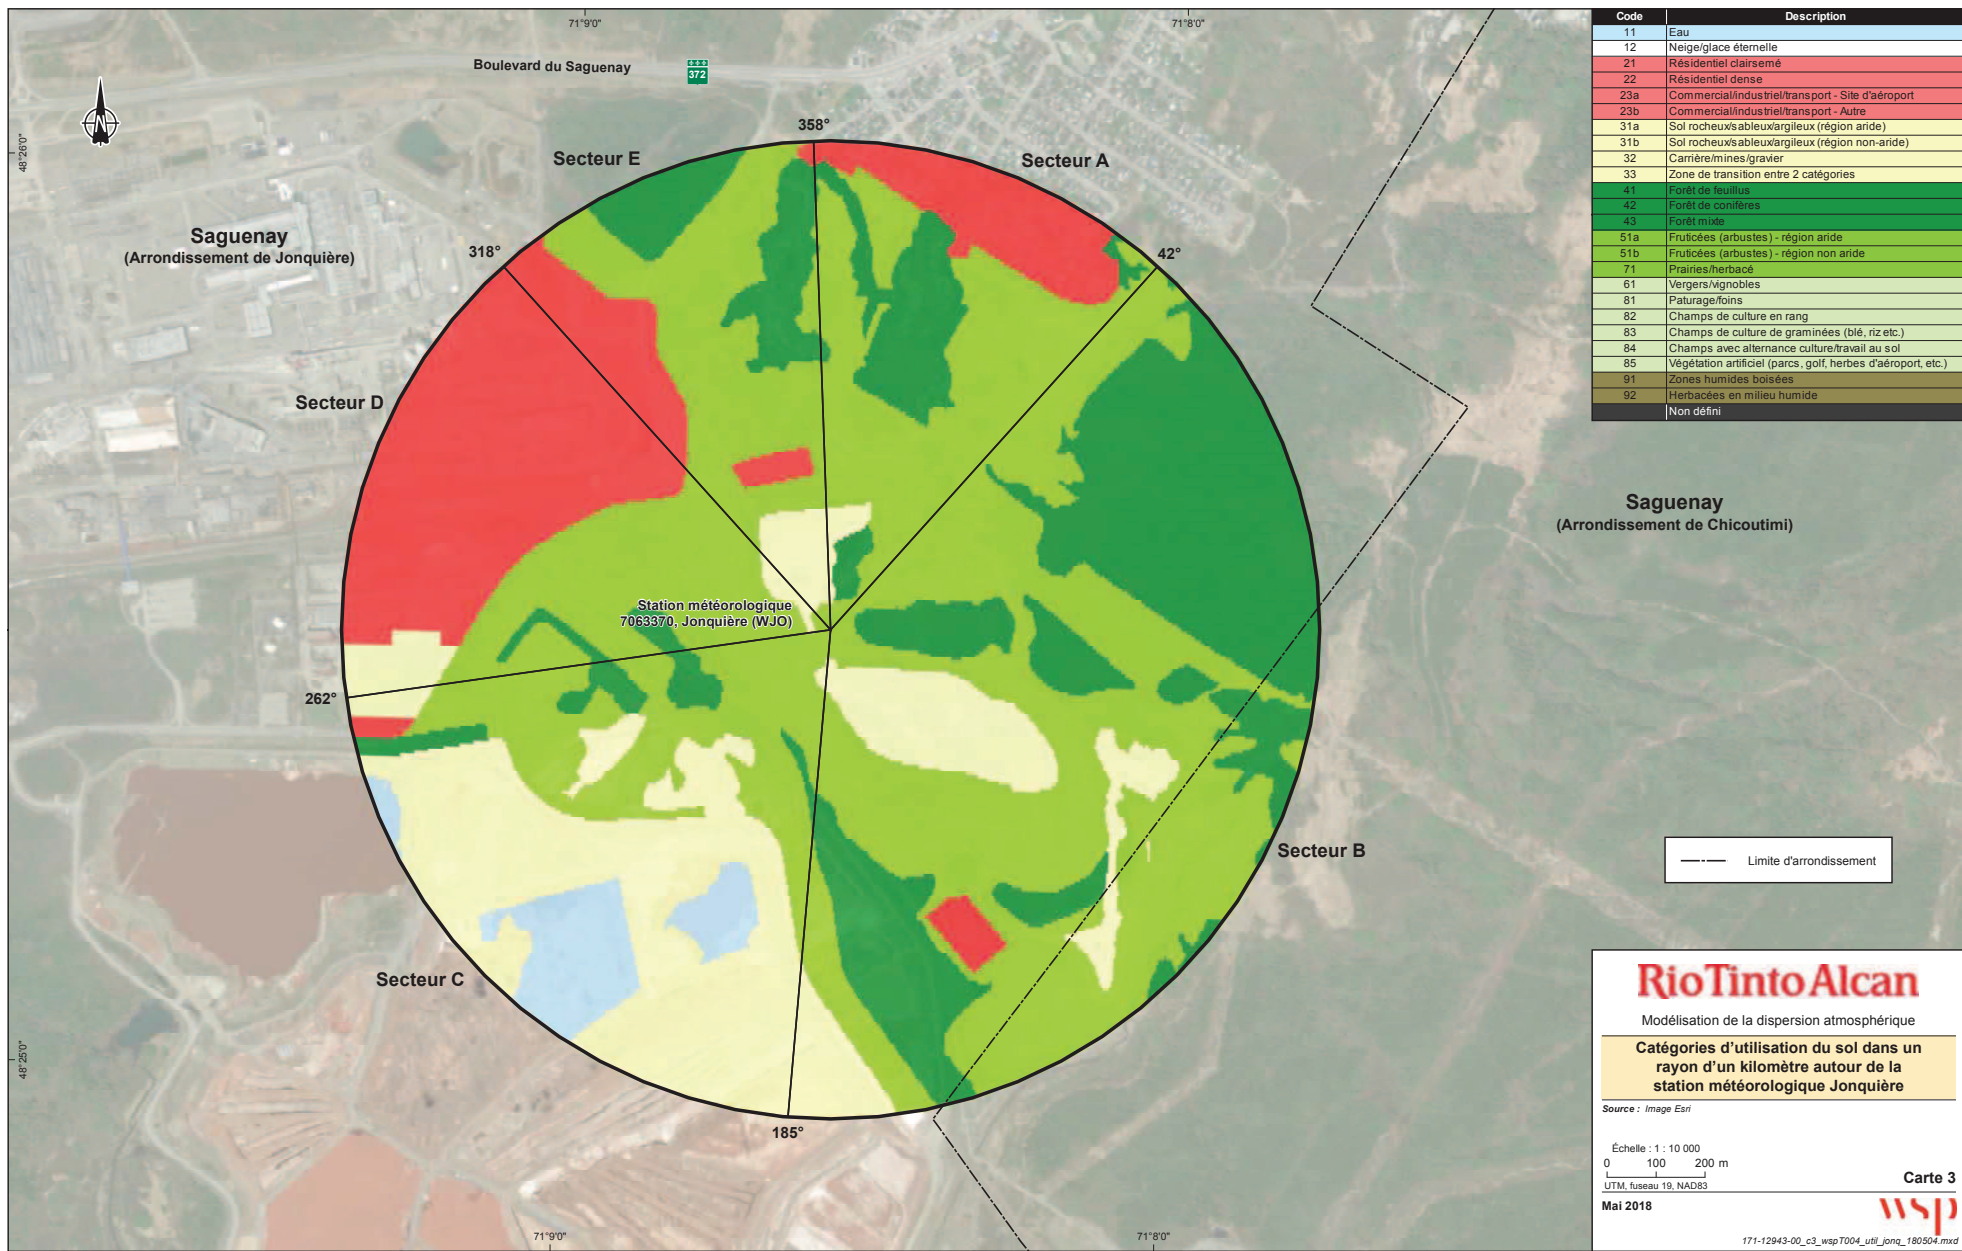 71°9'0"
71°8'0"
Boulevard du Saguenay
372
N
48°26'0"
358°
Secteur E
Secteur A
Saguenay
(Arrondissement de Jonquière)
318°
42°
Secteur D
Station météorologique
7063370, Jonquière (WJO)
262°
Saguenay
(Arrondissement de Chicoutimi)
Secteur B
Secteur C
48°25'0"
185°
71°9'0"
71°8'0"
Code Description
11 Eau
12 Neige/glace éternelle
21 Résidentiel clairsemé
22 Résidentiel dense
23a Commercial/industriel/transport - Site d'aéroport
23b Commercial/industriel/transport - Autre
31a Sol rocheux/sableux/argileux (région aride)
31b Sol rocheux/sableux/argileux (région non-aride)
32 Carrière/mines/gravier
33 Zone de transition entre 2 catégories
41 Forêt de feuillus
42 Forêt de conifères
43 Forêt mixte
51a Fruticées (arbustes) - région aride
51b Fruticées (arbustes) - région non aride
71 Prairies/herbacé
61 Vergers/vignobles
81 Paturage/foins
82 Champs de culture en rang
83 Champs de culture de graminées (blé, riz etc.)
84 Champs avec alternance culture/travail au sol
85 Végétation artificiel (parcs, golf, herbes d'aéroport, etc.)
91 Zones humides boisées
92 Herbacées en milieu humide
Non défini
Limite d'arrondissement
RioTintoAlcan
Modélisation de la dispersion atmosphérique
Catégories d'utilisation du sol dans un
rayon d'un kilomètre autour de la
station météorologique Jonquière
Source : Image Esri
Échelle : 1 : 10 000
0 100 200 m
UTM, fuseau 19, NAD83
Carte 3
Mai 2018
wsp
171-12943-00_c3_wspT004_util_jonq_180504.mxd